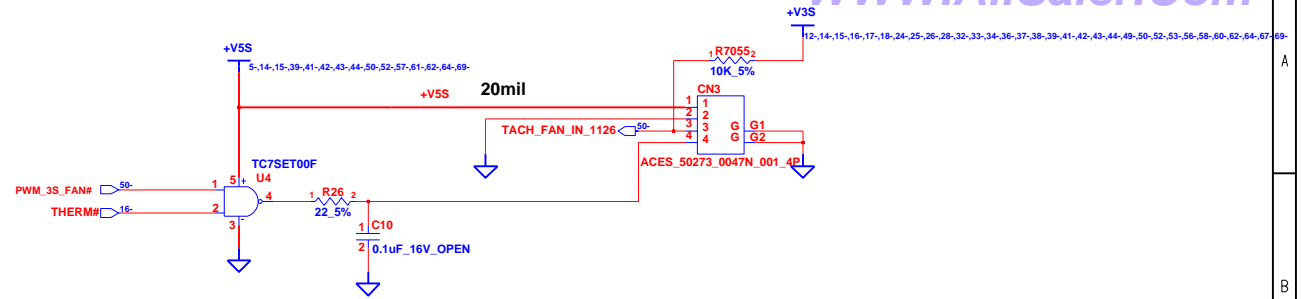 +V3S
12-,14-,15-,16-,17-,18-,24-,25-,26-,28-,32-,33-,34-,36-,37-,38-,39-,41-,42-,43-,44-,49-,50-,52-,53-,56-,58-,60-,62-,64-,67-,69-
+V5S
5-,14-,15-,39-,41-,42-,43-,44-,50-,52-,57-,61-,62-,64-,69-
1 R7055 2
10K_5%
A
+V5S 20mil
CN3
1 1
2 2
TACH_FAN_IN_1126 50- 3 3 G G1
4 4 G G2
ACES_50273_0047N_001_4P
TC7SET00F
5 + U4
PWM_3S_FAN# 50- 1
4 1 R26 2
THERM# 16- 2
22_5%
3 -
1 C10
2 0.1uF_16V_OPEN
B